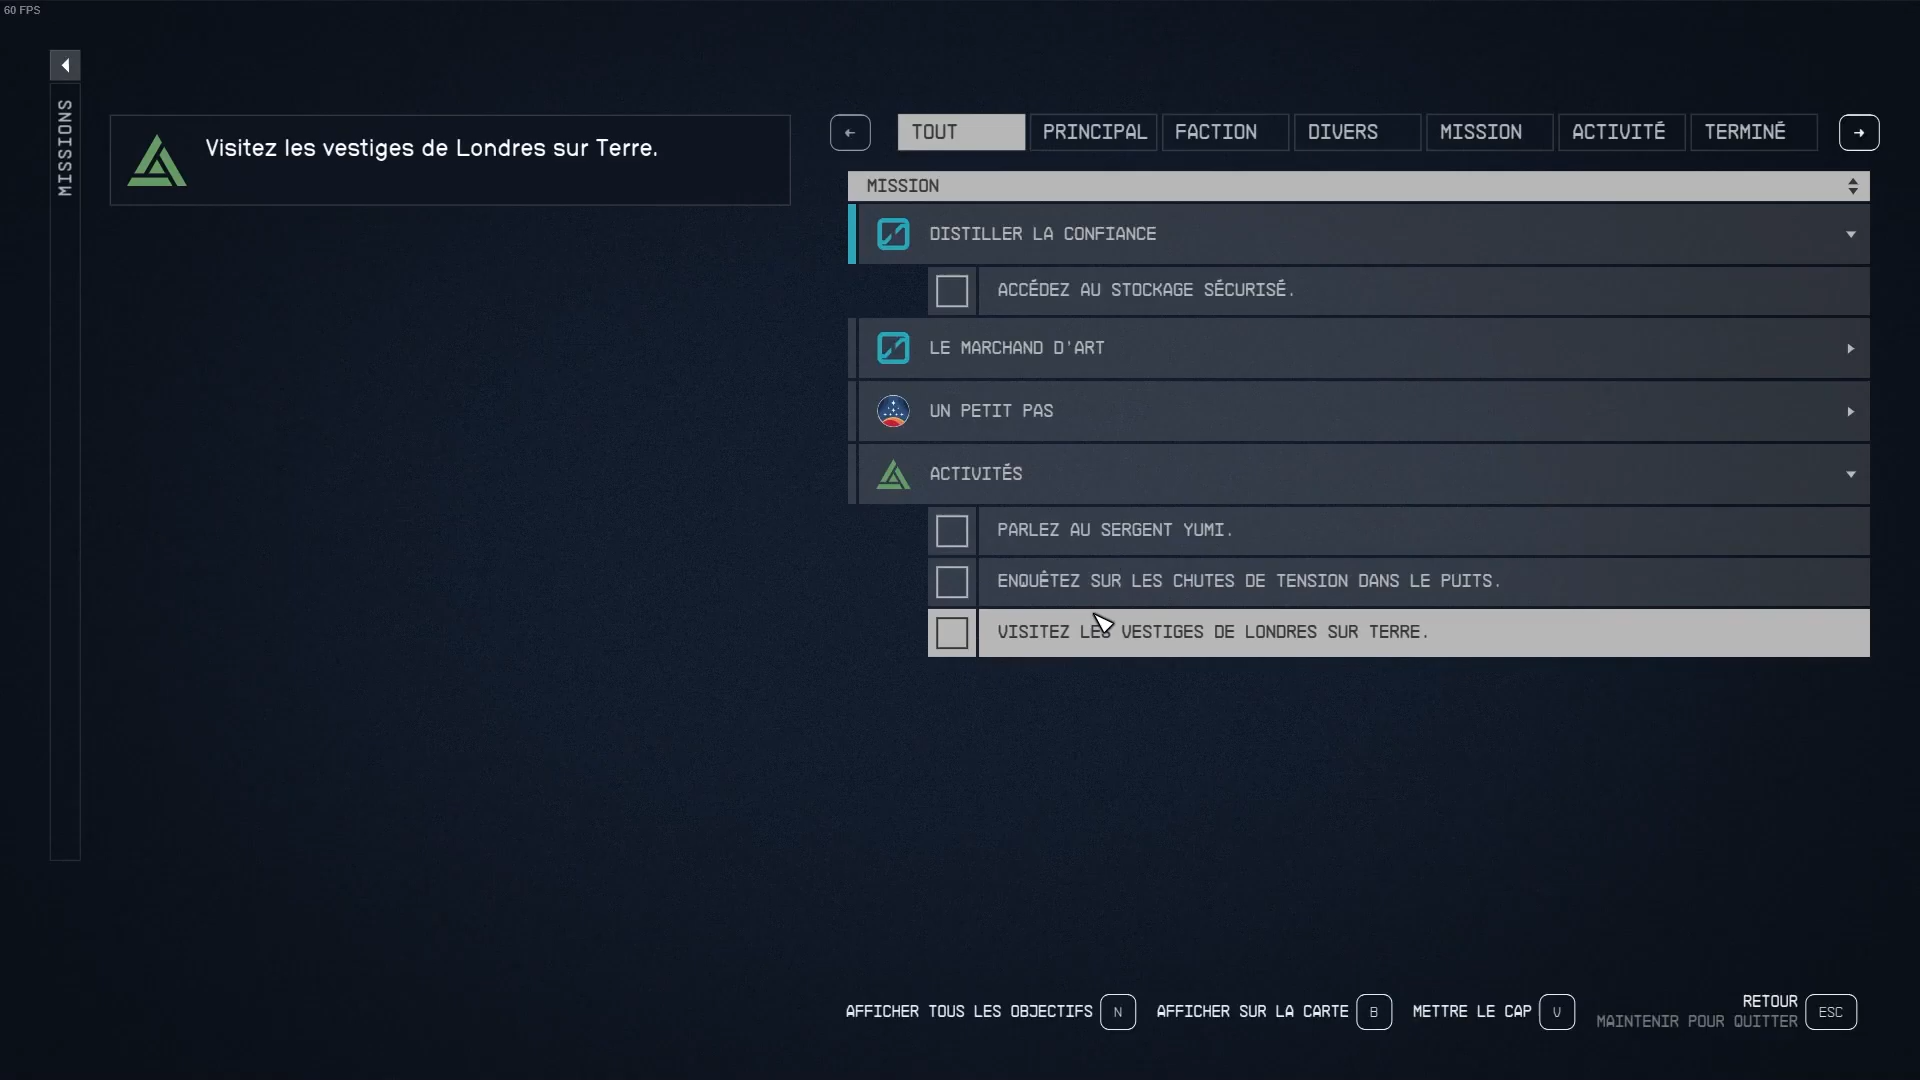 60 FPS
MISSIONS
Visitez les vestiges de Londres sur Terre.
TOUT
PRINCIPAL
FACTION
DIVERS
MISSION
ACTIVITÉ
TERMINÉ
MISSION
DISTILLER LA CONFIANCE
ACCÉDEZ AU STOCKAGE SÉCURISÉ.
LE MARCHAND D'ART
UN PETIT PAS
ACTIVITÉS
PARLEZ AU SERGENT YUMI.
ENQUÊTEZ SUR LES CHUTES DE TENSION DANS LE PUITS.
VISITEZ LES VESTIGES DE LONDRES SUR TERRE.
AFFICHER TOUS LES OBJECTIFS N
AFFICHER SUR LA CARTE B
METTRE LE CAP V
RETOUR
MAINTENIR POUR QUITTER ESC